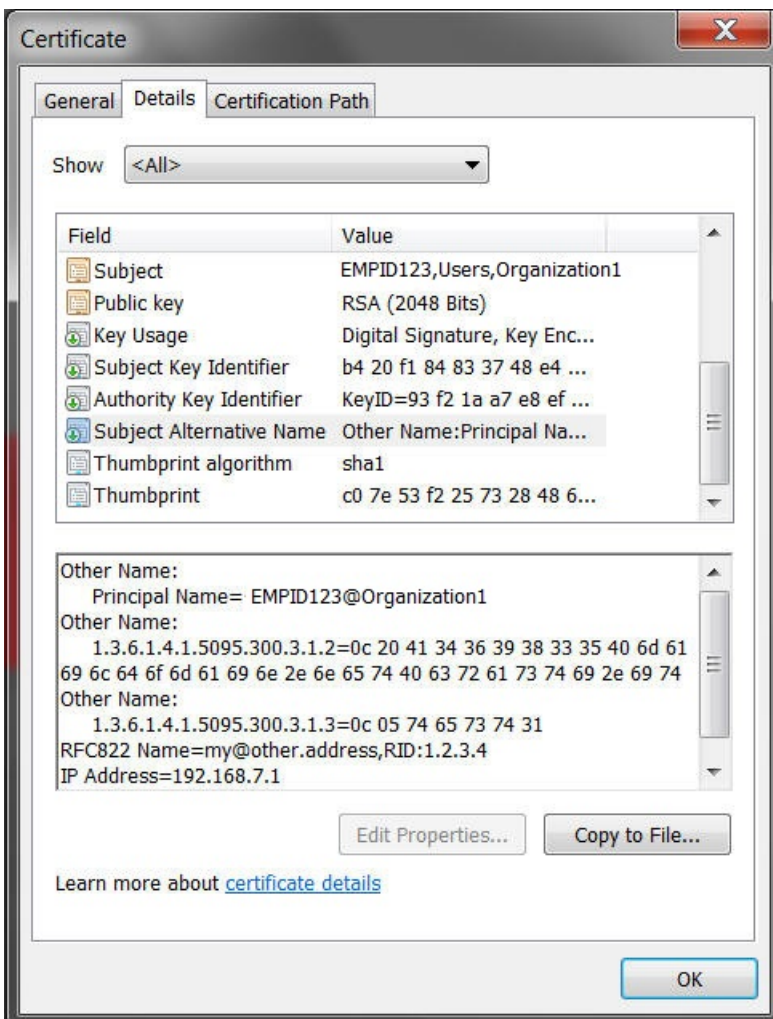 Certificate
General Details Certification Path
Show <All>
Field Value
Subject EMPID123,Users,Organization1
Public key RSA (2048 Bits)
Key Usage Digital Signature, Key Enc...
Subject Key Identifier b4 20 f1 84 83 37 48 e4 ...
Authority Key Identifier KeyID=93 f2 1a a7 e8 ef ...
Subject Alternative Name Other Name:Principal Na...
Thumbprint algorithm sha1
Thumbprint c0 7e 53 f2 25 73 28 48 6...
Other Name:
Principal Name= EMPID123@Organization1
Other Name:
1.3.6.1.4.1.5095.300.3.1.2=0c 20 41 34 36 39 38 33 35 40 6d 61
69 6c 64 6f 6d 61 69 6e 2e 6e 65 74 40 63 72 61 73 74 69 2e 69 74
Other Name:
1.3.6.1.4.1.5095.300.3.1.3=0c 05 74 65 73 74 31
RFC822 Name=my@other.address,RID:1.2.3.4
IP Address=192.168.7.1
Edit Properties... Copy to File...
Learn more about certificate details
OK